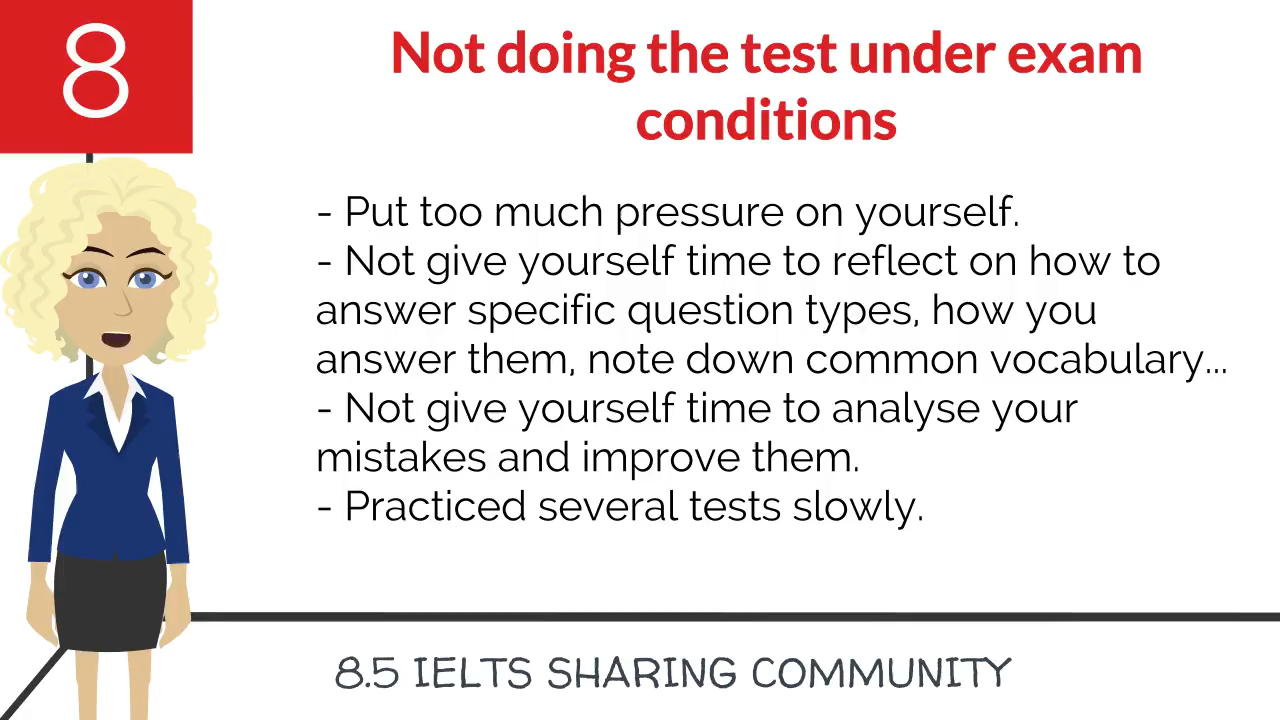 8
Not doing the test under exam
conditions
- Put too much pressure on yourself.
- Not give yourself time to reflect on how to
answer specific question types, how you
answer them, note down common vocabulary...
- Not give yourself time to analyse your
mistakes and improve them.
- Practiced several tests slowly.
8.5 IELTS SHARING COMMUNITY